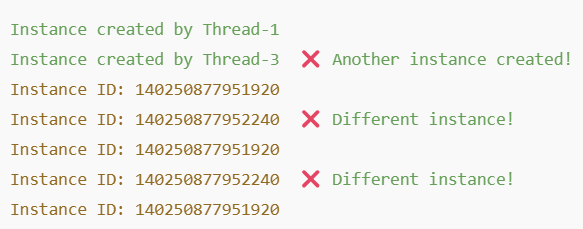 Instance created by Thread-1
Instance created by Thread-3 ❌ Another instance created!
Instance ID: 140250877951920
Instance ID: 140250877952240 ❌ Different instance!
Instance ID: 140250877951920
Instance ID: 140250877952240 ❌ Different instance!
Instance ID: 140250877951920